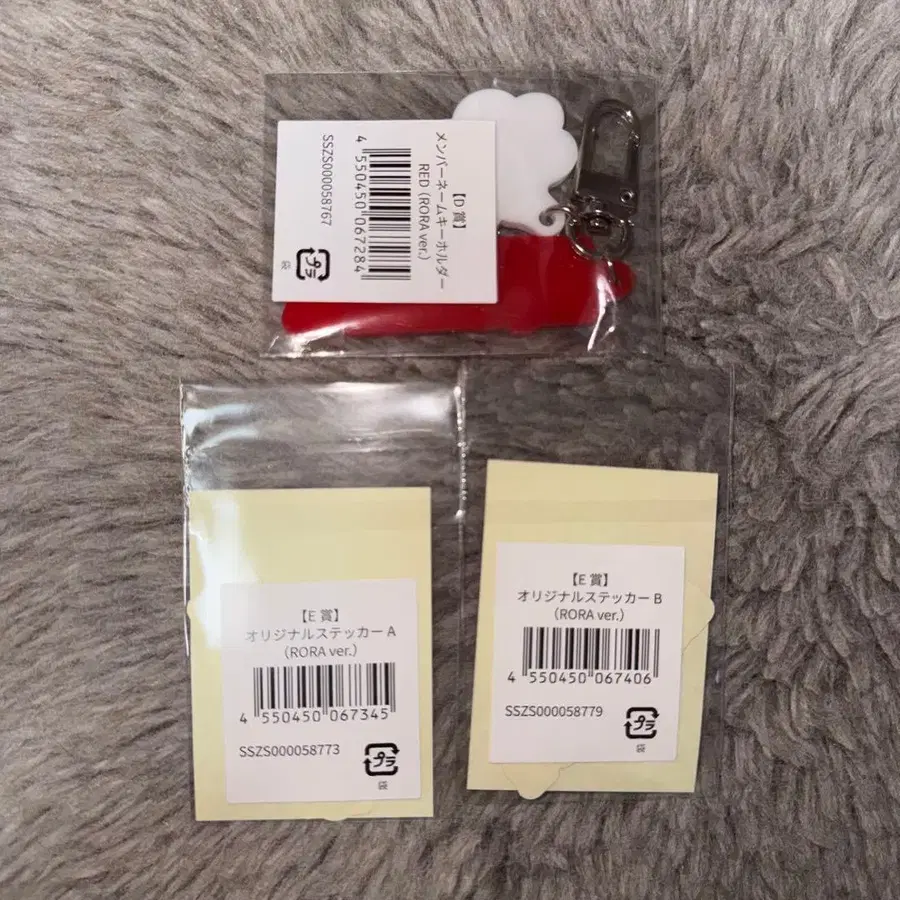 【D 賞】
メンバーネームキーホルダー
RED（RORA ver.）
4 550450 067284
SSZS000058767
プラ
袋
【E 賞】
オリジナルステッカー A
（RORA ver.）
4 550450 067345
SSZS000058773
プラ
袋
【E 賞】
オリジナルステッカー B
（RORA ver.）
4 550450 067406
SSZS000058779
プラ
袋